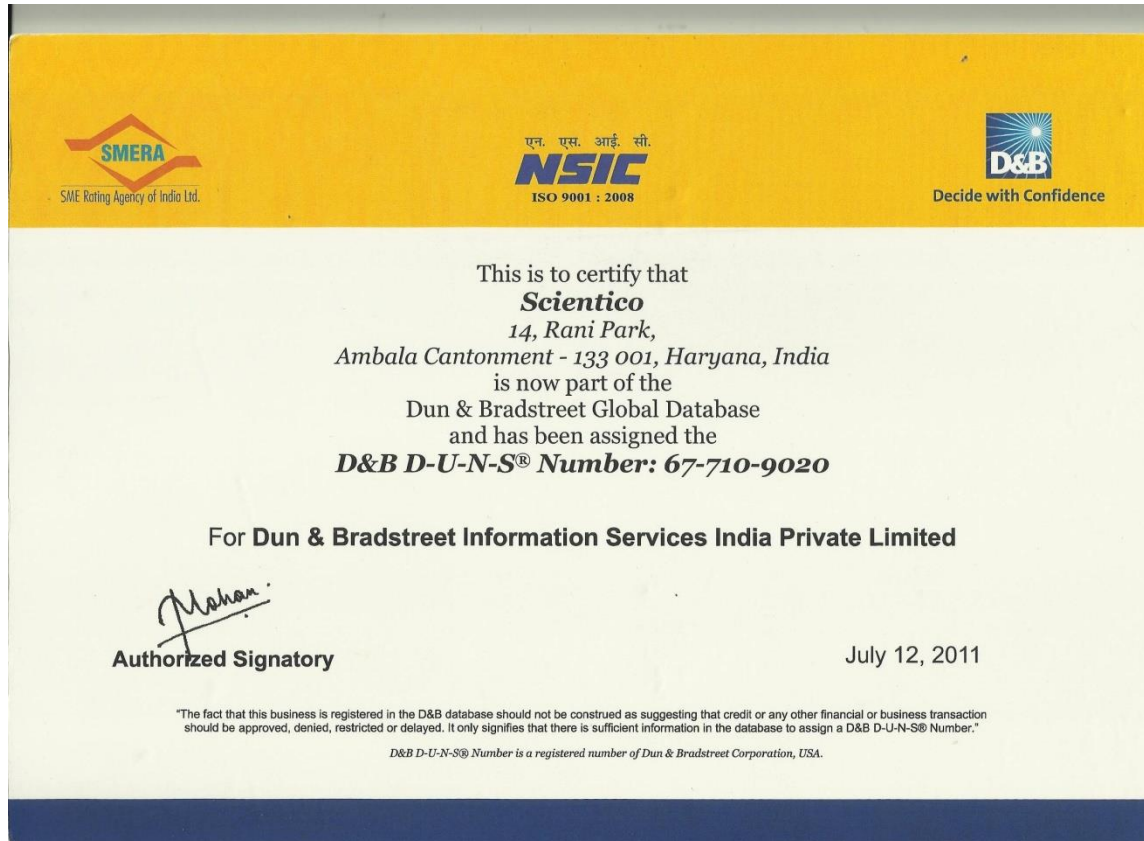 SMERA
SME Rating Agency of India Ltd.
एन. एस. आई. सी.
NSIC
ISO 9001 : 2008
D&B
Decide with Confidence
This is to certify that
Scientico
14, Rani Park,
Ambala Cantonment - 133 001, Haryana, India
is now part of the
Dun & Bradstreet Global Database
and has been assigned the
D&B D-U-N-S® Number: 67-710-9020
For Dun & Bradstreet Information Services India Private Limited
Mohan
Authorized Signatory
July 12, 2011
"The fact that this business is registered in the D&B database should not be construed as suggesting that credit or any other financial or business transaction
should be approved, denied, restricted or delayed. It only signifies that there is sufficient information in the database to assign a D&B D-U-N-S® Number."
D&B D-U-N-S® Number is a registered number of Dun & Bradstreet Corporation, USA.